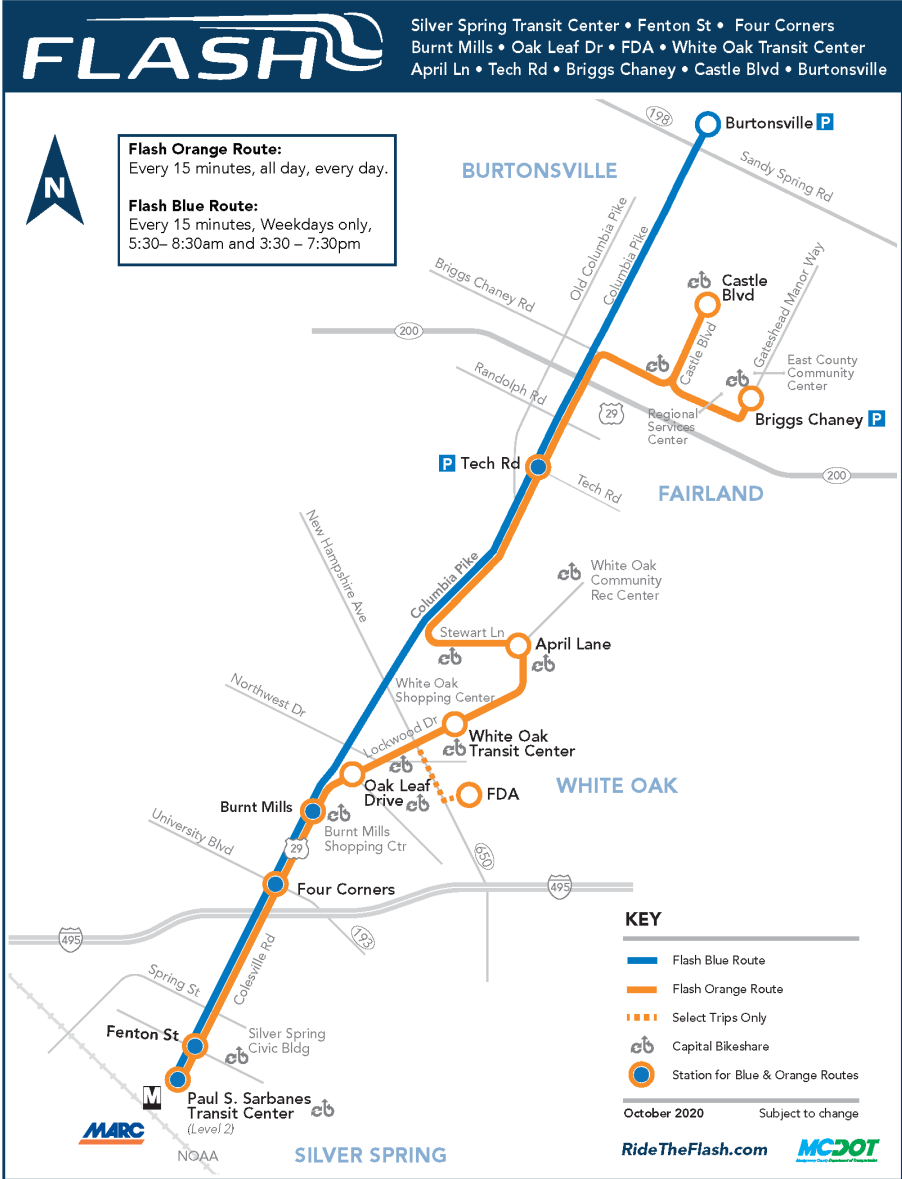 FLASH
Silver Spring Transit Center • Fenton St • Four Corners
Burnt Mills • Oak Leaf Dr • FDA • White Oak Transit Center
April Ln • Tech Rd • Briggs Chaney • Castle Blvd • Burtonsville
N
Flash Orange Route:
Every 15 minutes, all day, every day.
Flash Blue Route:
Every 15 minutes, Weekdays only,
5:30– 8:30am and 3:30 – 7:30pm
198
Burtonsville P
BURTONSVILLE
Sandy Spring Rd
Old Columbia Pike
Columbia Pike
Briggs Chaney Rd
Castle
Blvd
Gateshead Manor Way
200
Castle Blvd
East County
Community
Center
Randolph Rd
29
Regional
Services
Center
Briggs Chaney P
P Tech Rd
200
Tech Rd
FAIRLAND
New Hampshire Ave
Columbia Pike
White Oak
Community
Rec Center
Stewart Ln
April Lane
Northwest Dr
White Oak
Shopping Center
Lockwood Dr
White Oak
Transit Center
Oak Leaf
Drive
FDA
WHITE OAK
Burnt Mills
Burnt Mills
Shopping Ctr
University Blvd
29
650
Four Corners
495
495
193
KEY
Flash Blue Route
Flash Orange Route
Select Trips Only
Capital Bikeshare
Station for Blue & Orange Routes
Colesville Rd
Spring St
Fenton St
Silver Spring
Civic Bldg
M
Paul S. Sarbanes
Transit Center
(Level 2)
MARC
NOAA
SILVER SPRING
October 2020
Subject to change
RideTheFlash.com
MCDOT
Montgomery County Department of Transportation